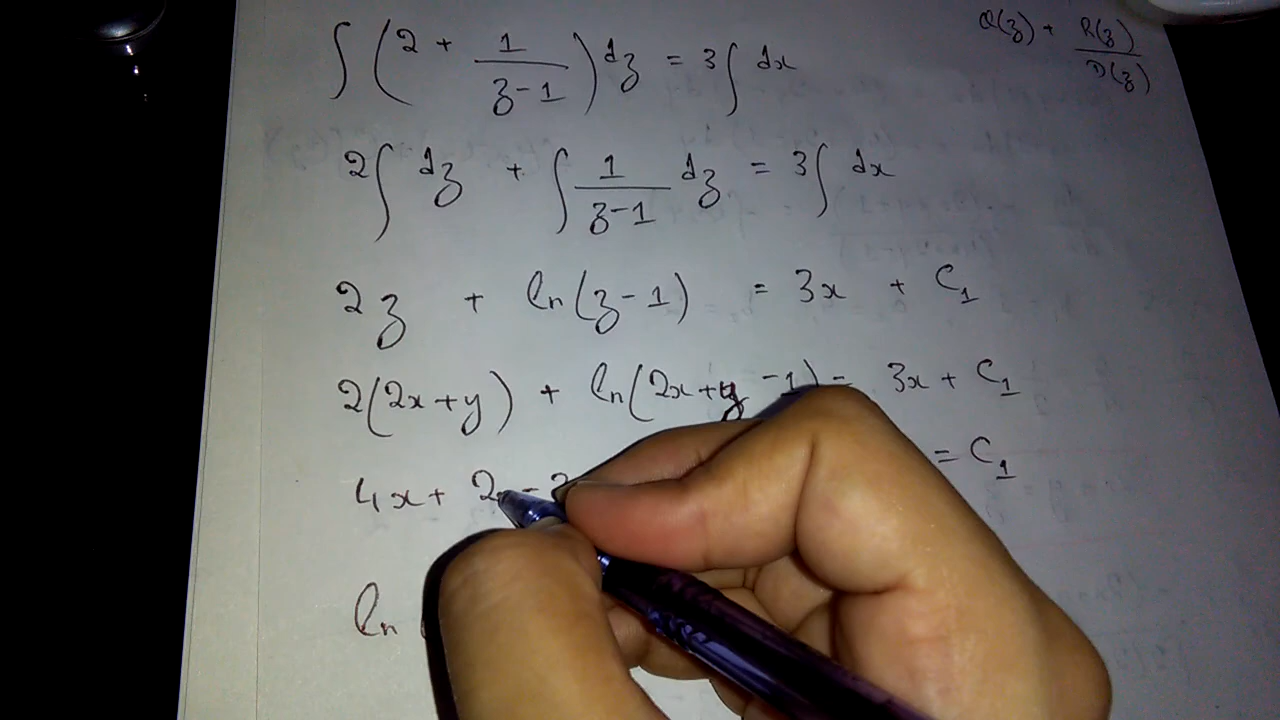 ∫ (2 + 1/(z-1)) dz = 3 ∫ dx
Q(z) + R(z)/D(z)
2 ∫ dz + ∫ 1/(z-1) dz = 3 ∫ dx
2z + ln(z-1) = 3x + C₁
2(2x+y) + ln(2x+y-1) = 3x + C₁
4x + 2 - = C₁
ln